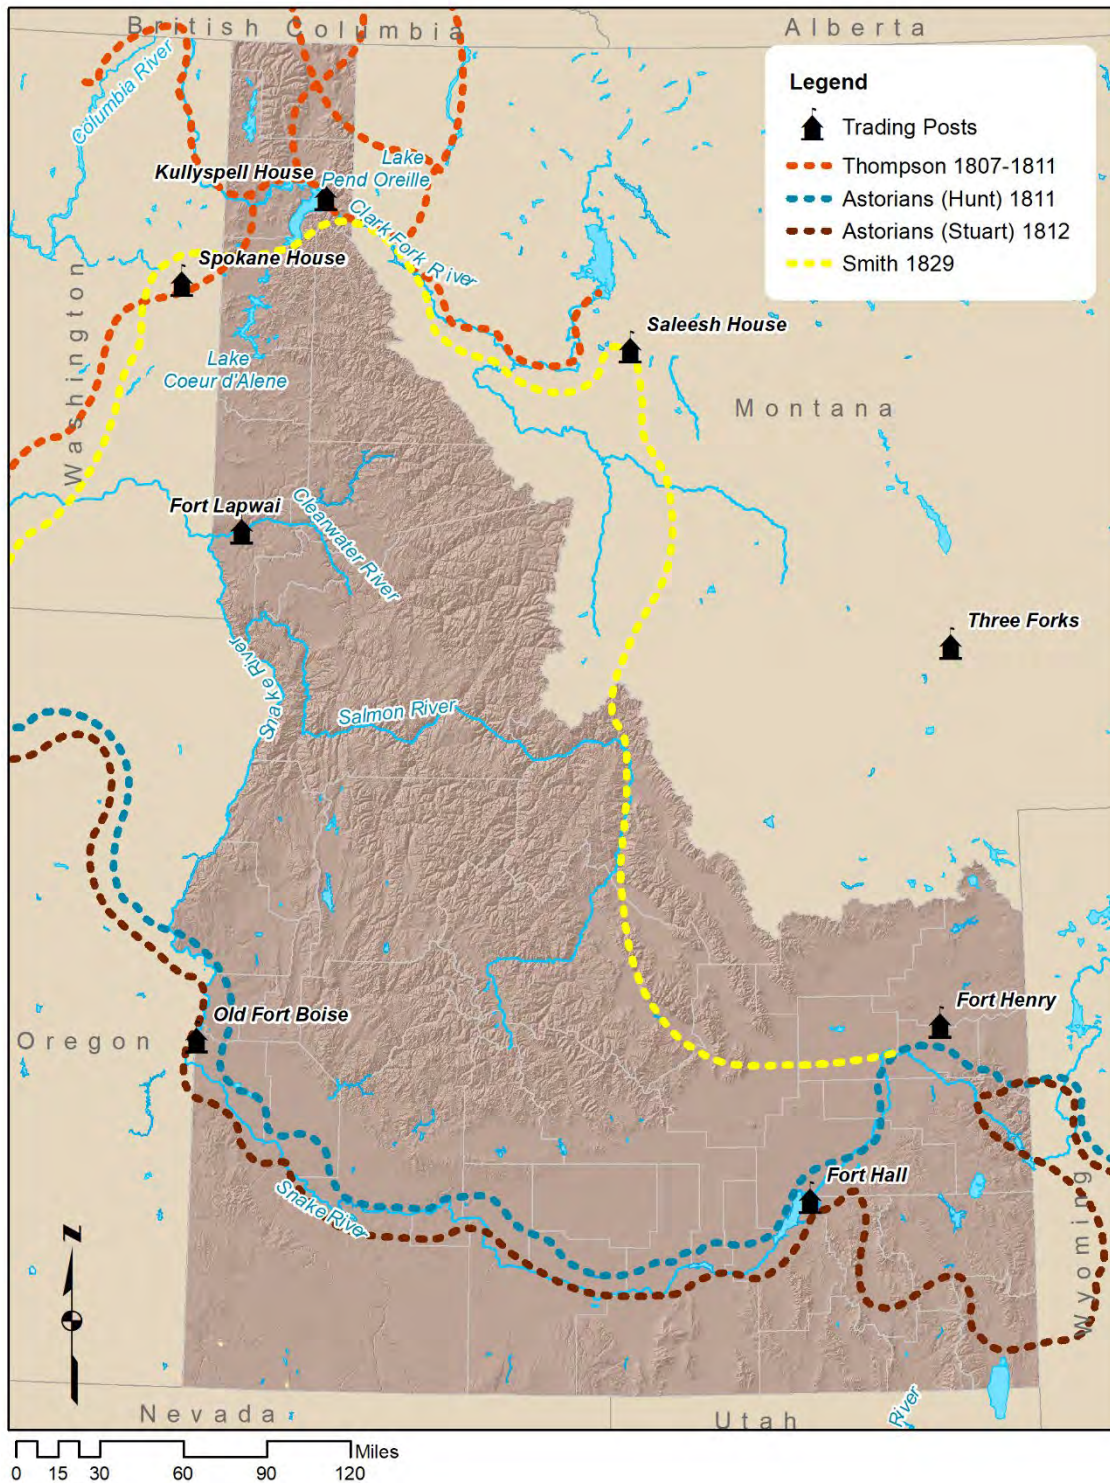 British Columbia
Alberta
Legend
Trading Posts
Thompson 1807-1811
Astorians (Hunt) 1811
Astorians (Stuart) 1812
Smith 1829
Columbia River
Kullyspell House
Lake
Pend Oreille
Clark Fork River
Spokane House
Washington
Lake
Coeur d'Alene
Saleesh House
Montana
Fort Lapwai
Clearwater River
Three Forks
Snake River
Salmon River
Oregon
Old Fort Boise
Fort Henry
Fort Hall
Snake River
Wyoming
Z
Nevada
Utah
River
Miles
0 15 30 60 90 120